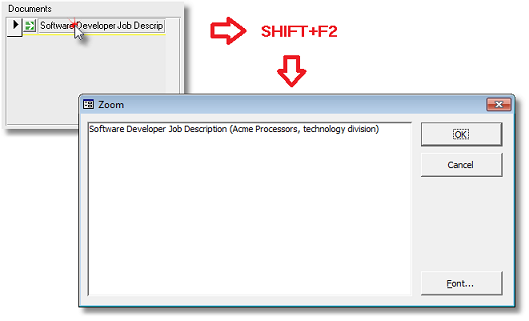 Documents
Software Developer Job Descrip
SHIFT+F2
Zoom
Software Developer Job Description (Acme Processors, technology division)
OK
Cancel
Font...